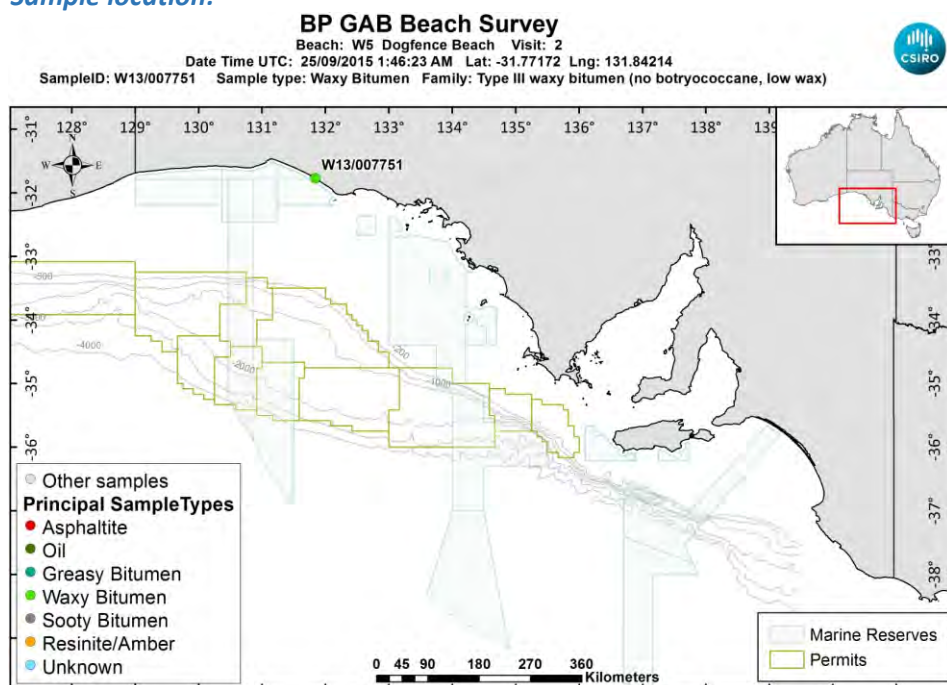 Sample location:
BP GAB Beach Survey
Beach: W5 Dogfence Beach Visit: 2
Date Time UTC: 25/09/2015 1:46:23 AM Lat: -31.77172 Lng: 131.84214
SampleID: W13/007751 Sample type: Waxy Bitumen Family: Type III waxy bitumen (no botryococcane, low wax)
CSIRO
128° 129° 130° 131° 132° 133° 134° 135° 136° 137° 138° 139
-31°
N
W E
S
W13/007751
-32°
-32°
-33°
-33°
-34°
-34°
-35°
-35°
-36°
-36°
-37°
-38°
-4000
-2000
-200
-1000
Other samples
Principal SampleTypes
Asphaltite
Oil
Greasy Bitumen
Waxy Bitumen
Sooty Bitumen
Resinite/Amber
Unknown
0 45 90 180 270 360
Kilometers
Marine Reserves
Permits